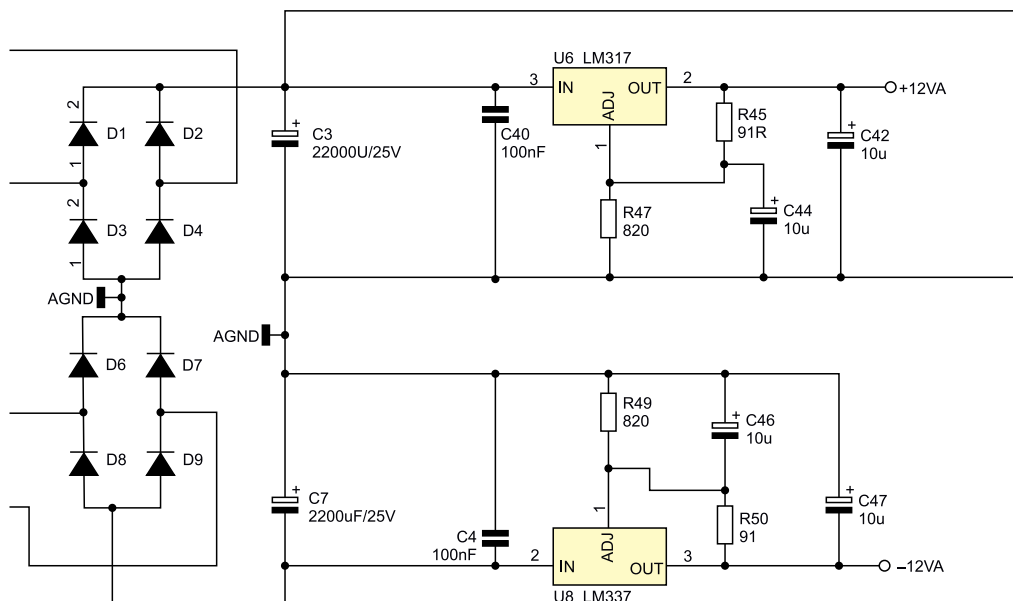 U6 LM317
3
IN
OUT
2
ADJ
1
+12VA
2
D1
D2
1
2
D3
D4
1
C3
22000U/25V
+
C40
100nF
R45
91R
+
C42
10u
R47
820
+
C44
10u
AGND
AGND
D6
D7
D8
D9
R49
820
+
C46
10u
+
C7
2200uF/25V
C4
100nF
1
R50
91
+
C47
10u
2
IN
ADJ
OUT
3
–12VA
U8 LM337